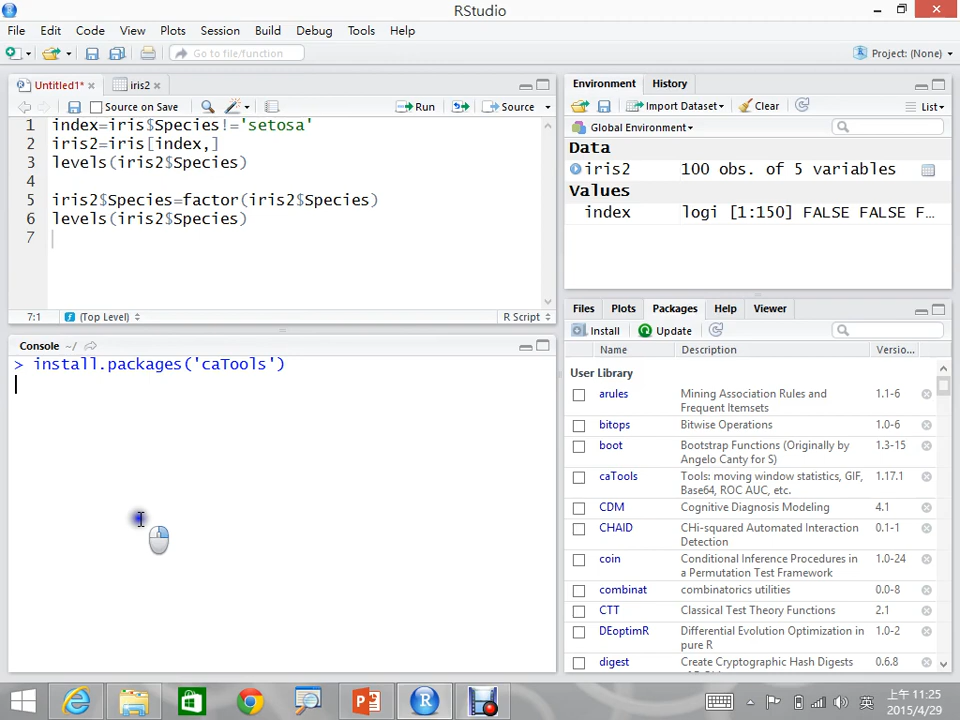 RStudio
File Edit Code View Plots Session Build Debug Tools Help
Go to file/function
Project: (None)
Untitled1* iris2
Source on Save Run Source
1 index=iris$Species!='setosa'
2 iris2=iris[index,]
3 levels(iris2$Species)
4
5 iris2$Species=factor(iris2$Species)
6 levels(iris2$Species)
7
7:1 (Top Level) R Script
Console ~/
> install.packages('caTools')
Environment History
Import Dataset Clear List
Global Environment
Data
iris2 100 obs. of 5 variables
Values
index logi [1:150] FALSE FALSE F…
Files Plots Packages Help Viewer
Install Update
Name Description Versio...
User Library
arules Mining Association Rules and 1.1-6
Frequent Itemsets
bitops Bitwise Operations 1.0-6
boot Bootstrap Functions (Originally by 1.3-15
Angelo Canty for S)
caTools Tools: moving window statistics, GIF, 1.17.1
Base64, ROC AUC, etc.
CDM Cognitive Diagnosis Modeling 4.1
CHAID CHi-squared Automated Interaction 0.1-1
Detection
coin Conditional Inference Procedures in 1.0-24
a Permutation Test Framework
combinat combinatorics utilities 0.0-8
CTT Classical Test Theory Functions 2.1
DEoptimR Differential Evolution Optimization in 1.0-2
pure R
digest Create Cryptographic Hash Digests 0.6.8
英
上午 11:25
2015/4/29